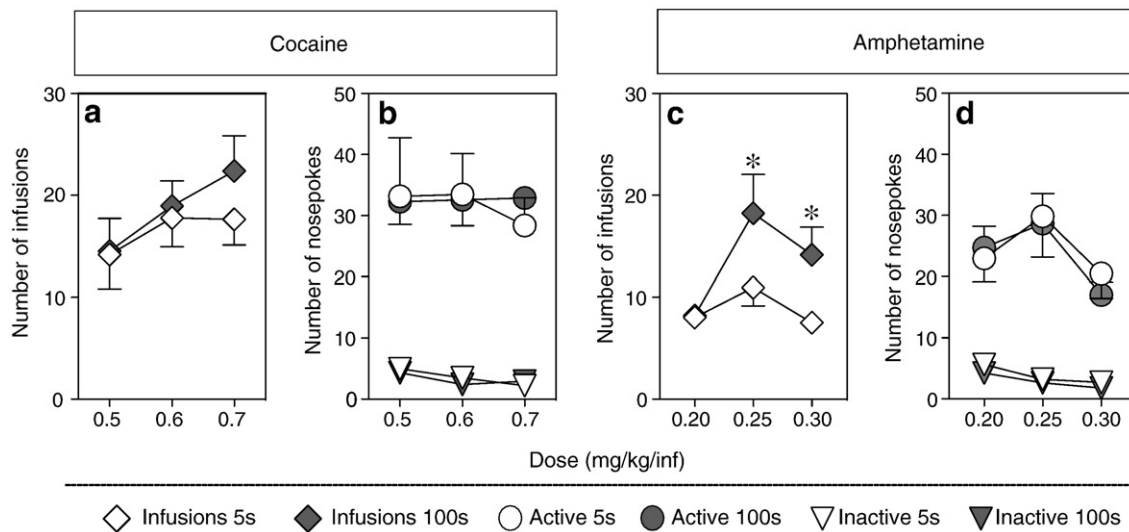 Cocaine
Amphetamine
a
b
c
d
Number of infusions
30
20
10
0
0.5 0.6 0.7
Number of nosepokes
50
40
30
20
10
0
0.5 0.6 0.7
Number of infusions
30
20
10
0
* *
0.20 0.25 0.30
Number of nosepokes
50
40
30
20
10
0
0.20 0.25 0.30
Dose (mg/kg/inf)
Infusions 5s Infusions 100s Active 5s Active 100s Inactive 5s Inactive 100s